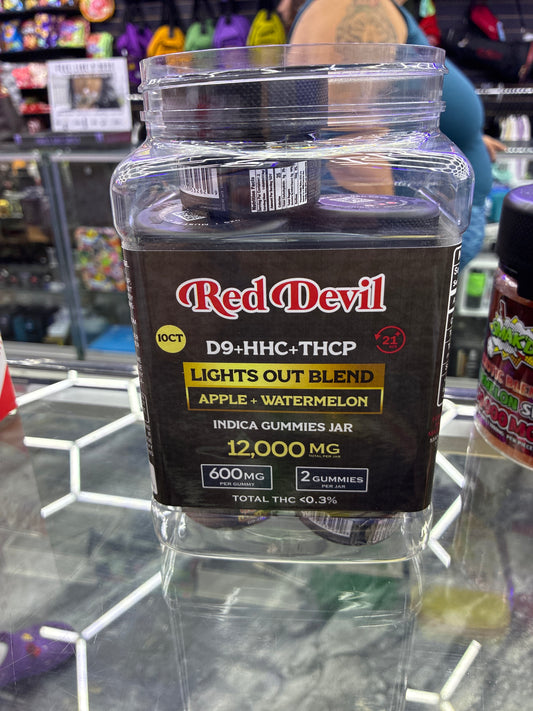 Red Devil
10CT
21+
D9+HHC+THCP
LIGHTS OUT BLEND
APPLE + WATERMELON
INDICA GUMMIES JAR
12,000 MG
TOTAL PER JAR
600MG
PER GUMMY
2 GUMMIES
PER JAR
TOTAL THC <0.3%